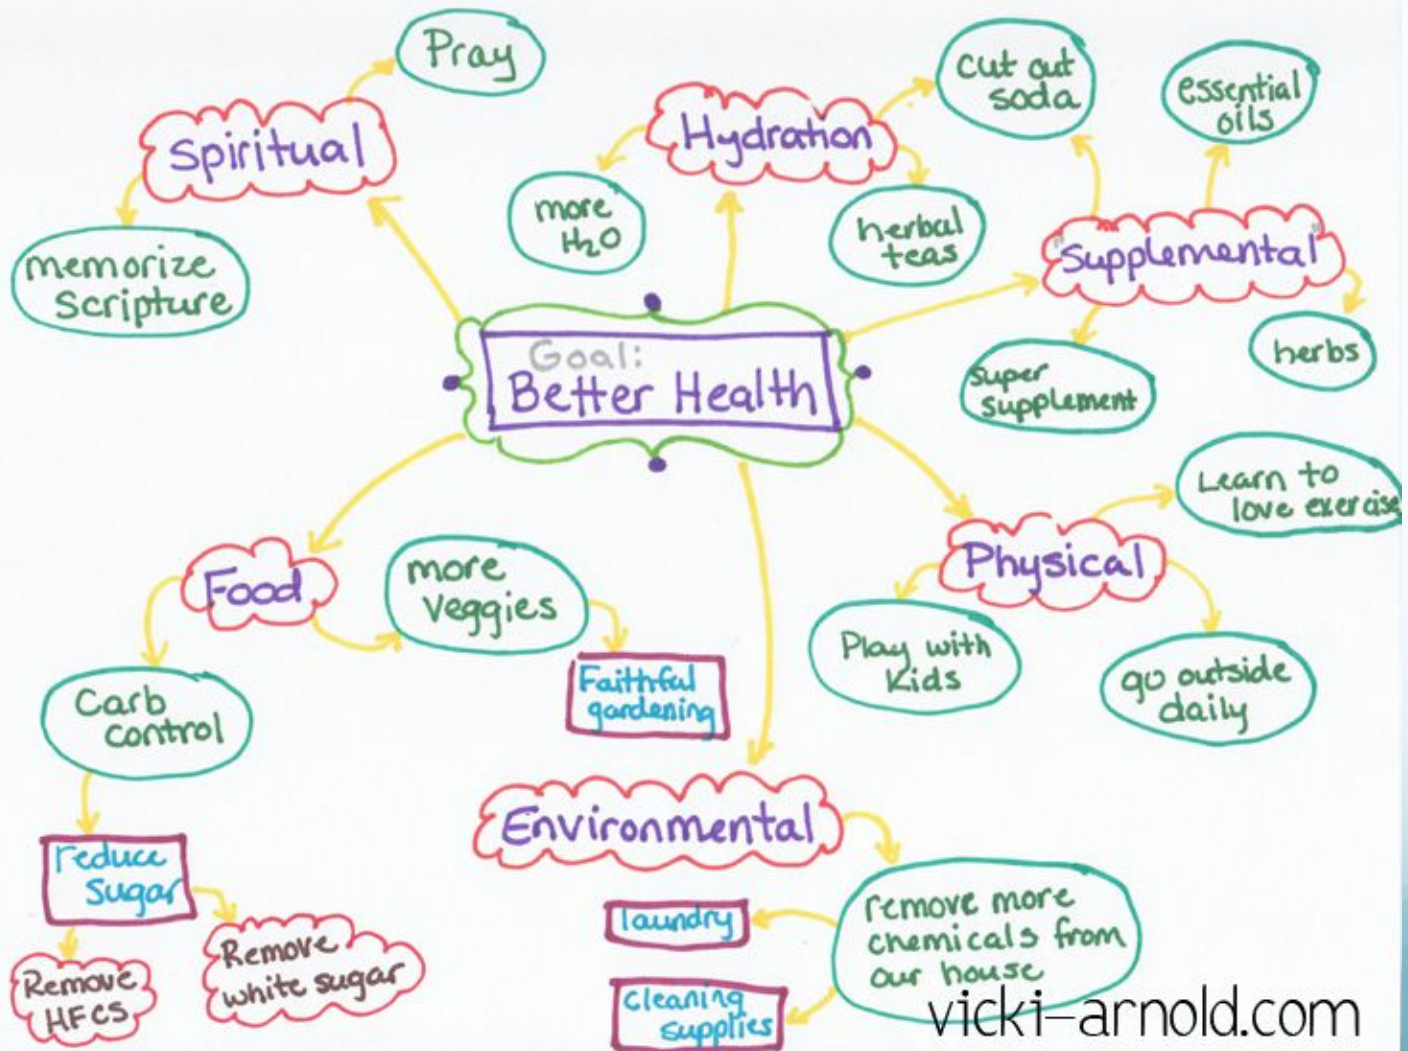 Pray
Spiritual
memorize
Scripture
Hydration
more
H₂O
cut out
soda
herbal
teas
essential
oils
"Supplemental"
super
supplement
herbs
Goal:
Better Health
Learn to
love exercise
Physical
Play with
Kids
go outside
daily
Food
more
veggies
Faithful
gardening
Carb
control
reduce
sugar
Remove
HFCS
Remove
white sugar
Environmental
remove more
chemicals from
our house
laundry
cleaning
supplies
vicki-arnold.com